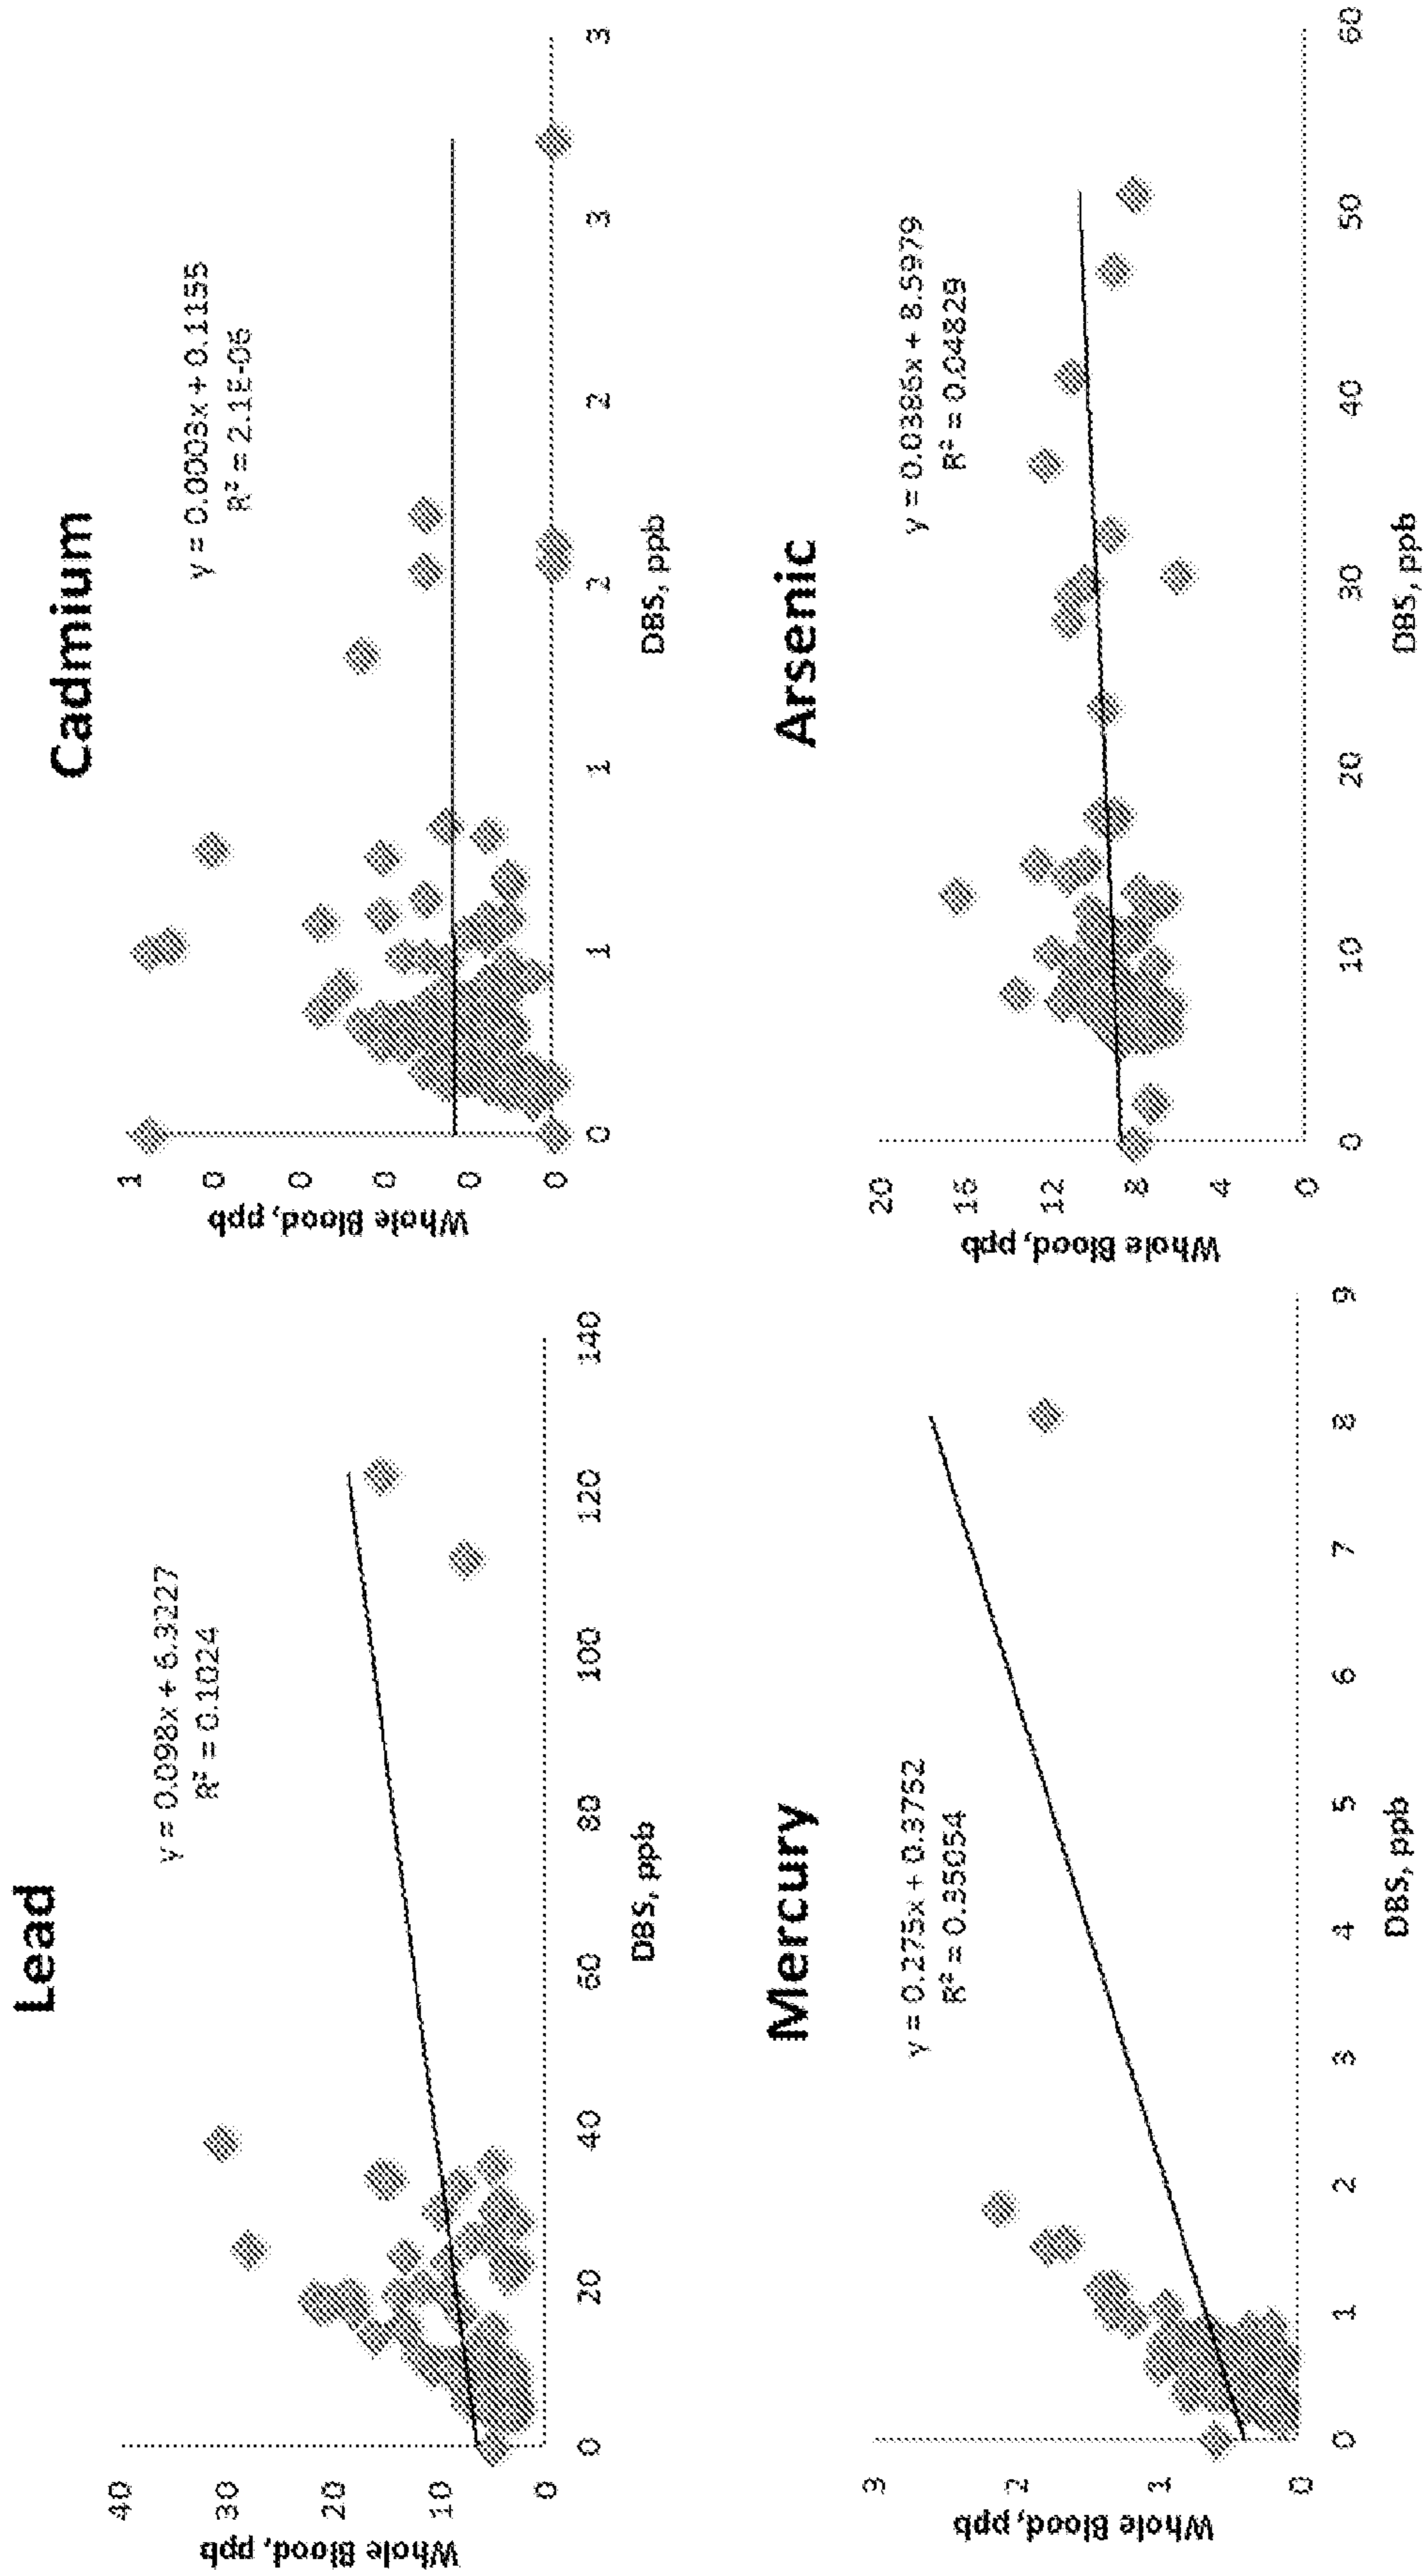 Lead
y = 0.098x + 6.3227
R² = 0.1024
Whole Blood, ppb
40
30
20
10
0
0 20 40 60 80 100 120 140
DBS, ppb
Cadmium
y = 0.0003x + 0.1155
R² = 2.1E-06
Whole Blood, ppb
1
0
0
0
0
0
0 1 1 2 2 3 3
DBS, ppb
Mercury
y = 0.275x + 0.3752
R² = 0.35054
Whole Blood, ppb
3
2
1
0
0 1 2 3 4 5 6 7 8 9
DBS, ppb
Arsenic
y = 0.0386x + 8.5979
R² = 0.04829
Whole Blood, ppb
20
16
12
8
4
0
0 10 20 30 40 50 60
DBS, ppb